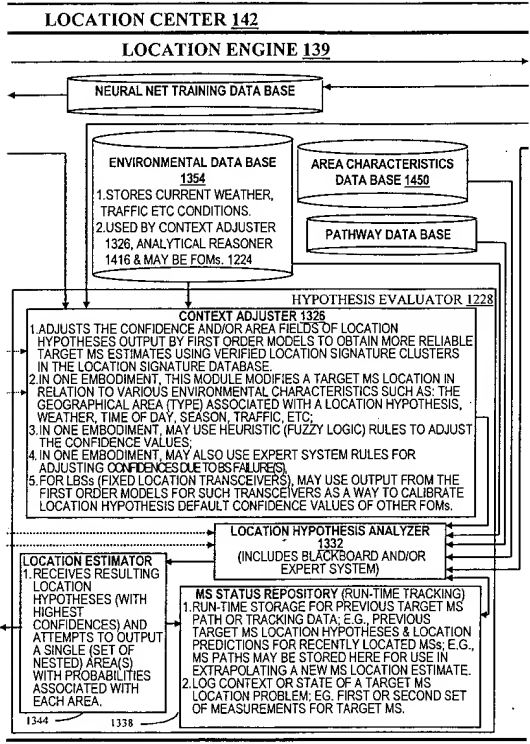 LOCATION CENTER 142
LOCATION ENGINE 139
NEURAL NET TRAINING DATA BASE
ENVIRONMENTAL DATA BASE
1354
1.STORES CURRENT WEATHER,
TRAFFIC ETC CONDITIONS.
2.USED BY CONTEXT ADJUSTER
1326, ANALYTICAL REASONER
1416 & MAY BE FOMs. 1224
AREA CHARACTERISTICS
DATA BASE 1450
PATHWAY DATA BASE
HYPOTHESIS EVALUATOR 1228
CONTEXT ADJUSTER 1326
1.ADJUSTS THE CONFIDENCE AND/OR AREA FIELDS OF LOCATION
HYPOTHESES OUTPUT BY FIRST ORDER MODELS TO OBTAIN MORE RELIABLE
TARGET MS ESTIMATES USING VERIFIED LOCATION SIGNATURE CLUSTERS
IN THE LOCATION SIGNATURE DATABASE.
2.IN ONE EMBODIMENT, THIS MODULE MODIFIES A TARGET MS LOCATION IN
RELATION TO VARIOUS ENVIRONMENTAL CHARACTERISTICS SUCH AS: THE
GEOGRAPHICAL AREA (TYPE) ASSOCIATED WITH A LOCATION HYPOTHESIS,
WEATHER, TIME OF DAY, SEASON, TRAFFIC, ETC;
3.IN ONE EMBODIMENT, MAY USE HEURISTIC (FUZZY LOGIC) RULES TO ADJUST
THE CONFIDENCE VALUES;
4.IN ONE EMBODIMENT, MAY ALSO USE EXPERT SYSTEM RULES FOR
ADJUSTING CONFIDENCES DUE TO BS FAILURE(S),
5.FOR LBSs (FIXED LOCATION TRANSCEIVERS), MAY USE OUTPUT FROM THE
FIRST ORDER MODELS FOR SUCH TRANSCEIVERS AS A WAY TO CALIBRATE
LOCATION HYPOTHESIS DEFAULT CONFIDENCE VALUES OF OTHER FOMs.
LOCATION HYPOTHESIS ANALYZER
1332
(INCLUDES BLACKBOARD AND/OR
EXPERT SYSTEM)
LOCATION ESTIMATOR
1.RECEIVES RESULTING
LOCATION
HYPOTHESES (WITH
HIGHEST
CONFIDENCES) AND
ATTEMPTS TO OUTPUT
A SINGLE (SET OF
NESTED) AREA(S)
WITH PROBABILITIES
ASSOCIATED WITH
EACH AREA.
1344
MS STATUS REPOSITORY (RUN-TIME TRACKING)
1.RUN-TIME STORAGE FOR PREVIOUS TARGET MS
PATH OR TRACKING DATA; E.G., PREVIOUS
TARGET MS LOCATION HYPOTHESES & LOCATION
PREDICTIONS FOR RECENTLY LOCATED MSs; E.G.,
MS PATHS MAY BE STORED HERE FOR USE IN
EXTRAPOLATING A NEW MS LOCATION ESTIMATE.
2.LOG CONTEXT OR STATE OF A TARGET MS
LOCATION PROBLEM; EG. FIRST OR SECOND SET
OF MEASUREMENTS FOR TARGET MS.
1338